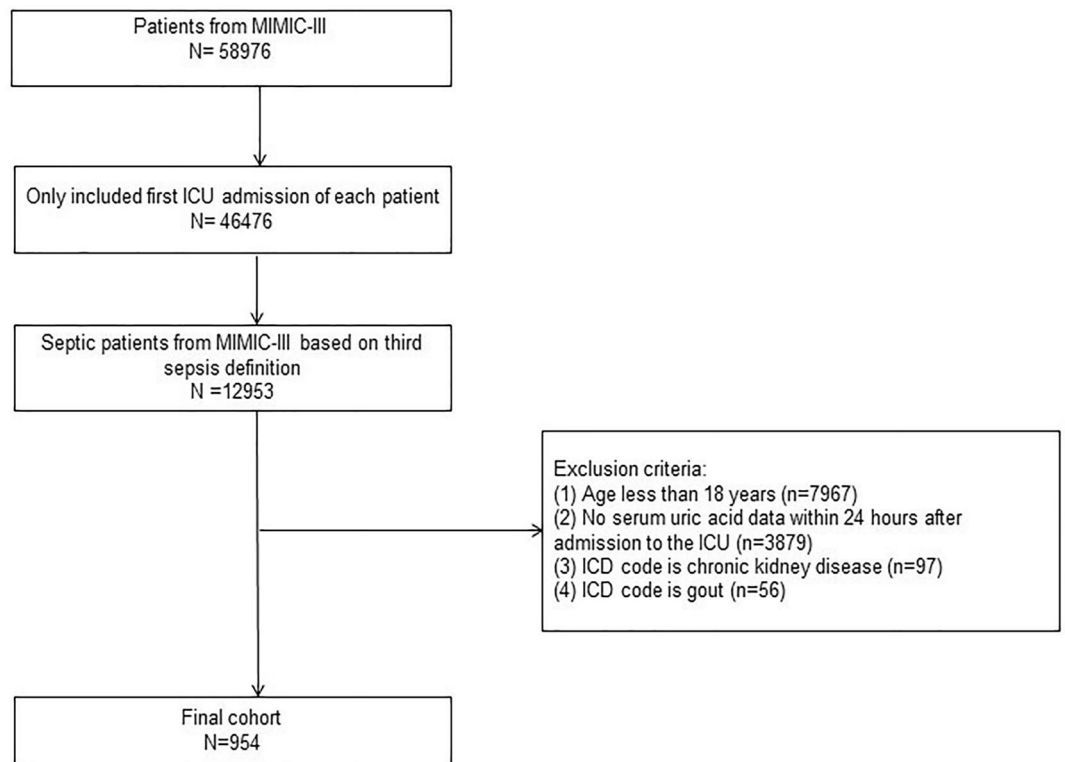 Patients from MIMIC-III
N= 58976
Only included first ICU admission of each patient
N= 46476
Septic patients from MIMIC-III based on third
sepsis definition
N =12953
Exclusion criteria:
(1) Age less than 18 years (n=7967)
(2) No serum uric acid data within 24 hours after
admission to the ICU (n=3879)
(3) ICD code is chronic kidney disease (n=97)
(4) ICD code is gout (n=56)
Final cohort
N=954